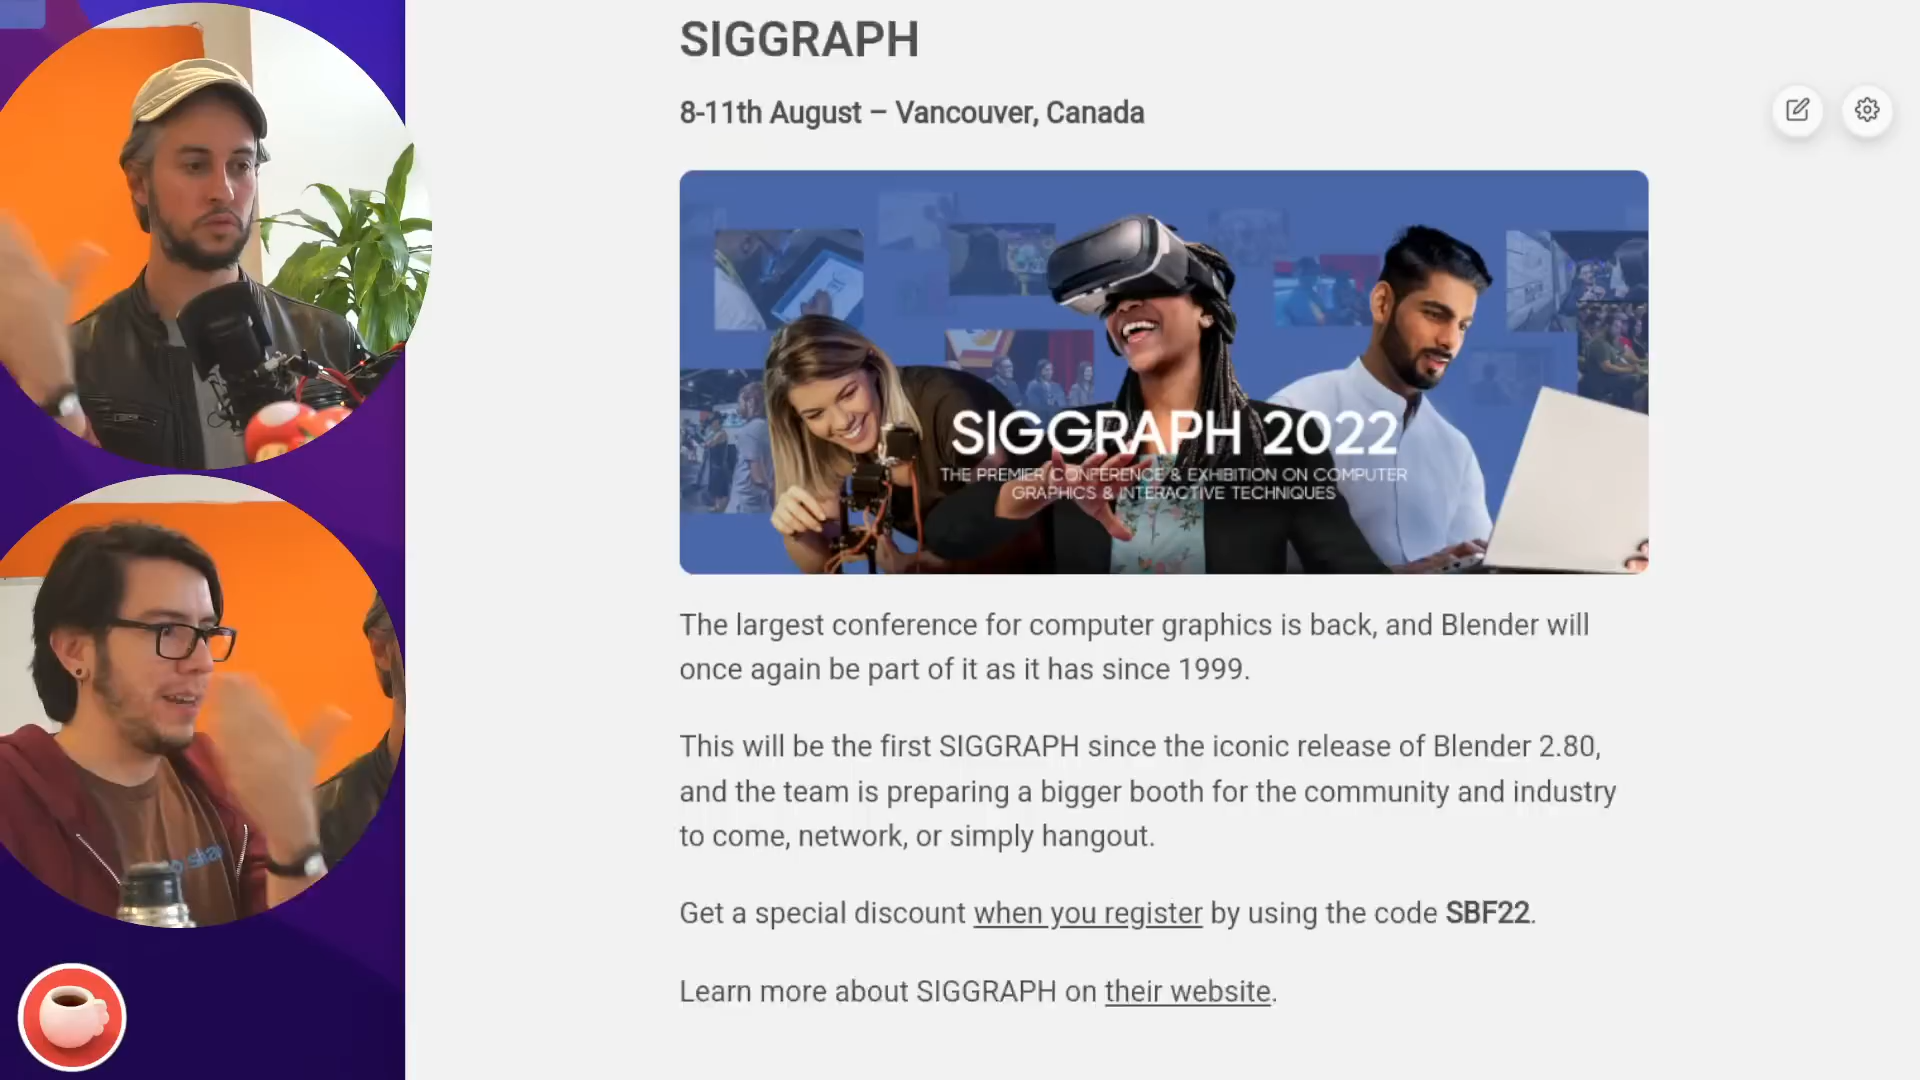 SIGGRAPH
8-11th August – Vancouver, Canada
SIGGRAPH 2022
THE PREMIER CONFERENCE & EXHIBITION ON COMPUTER
GRAPHICS & INTERACTIVE TECHNIQUES
The largest conference for computer graphics is back, and Blender will
once again be part of it as it has since 1999.
This will be the first SIGGRAPH since the iconic release of Blender 2.80,
and the team is preparing a bigger booth for the community and industry
to come, network, or simply hangout.
Get a special discount when you register by using the code SBF22.
Learn more about SIGGRAPH on their website.